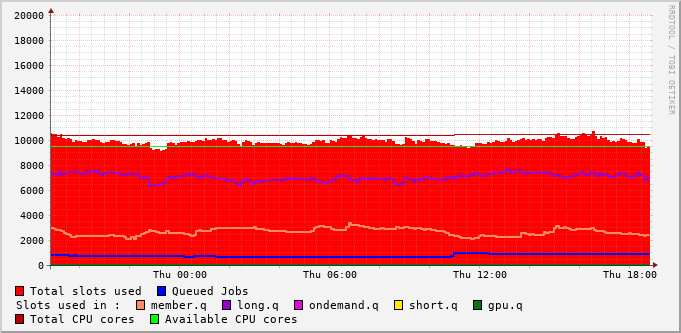 20000
18000
16000
14000
12000
10000
8000
6000
4000
2000
0
Thu 00:00 Thu 06:00 Thu 12:00 Thu 18:00
Total slots used Queued Jobs
Slots used in : member.q long.q ondemand.q short.q gpu.q
Total CPU cores Available CPU cores
RRDTOOL / TOBI OETIKER